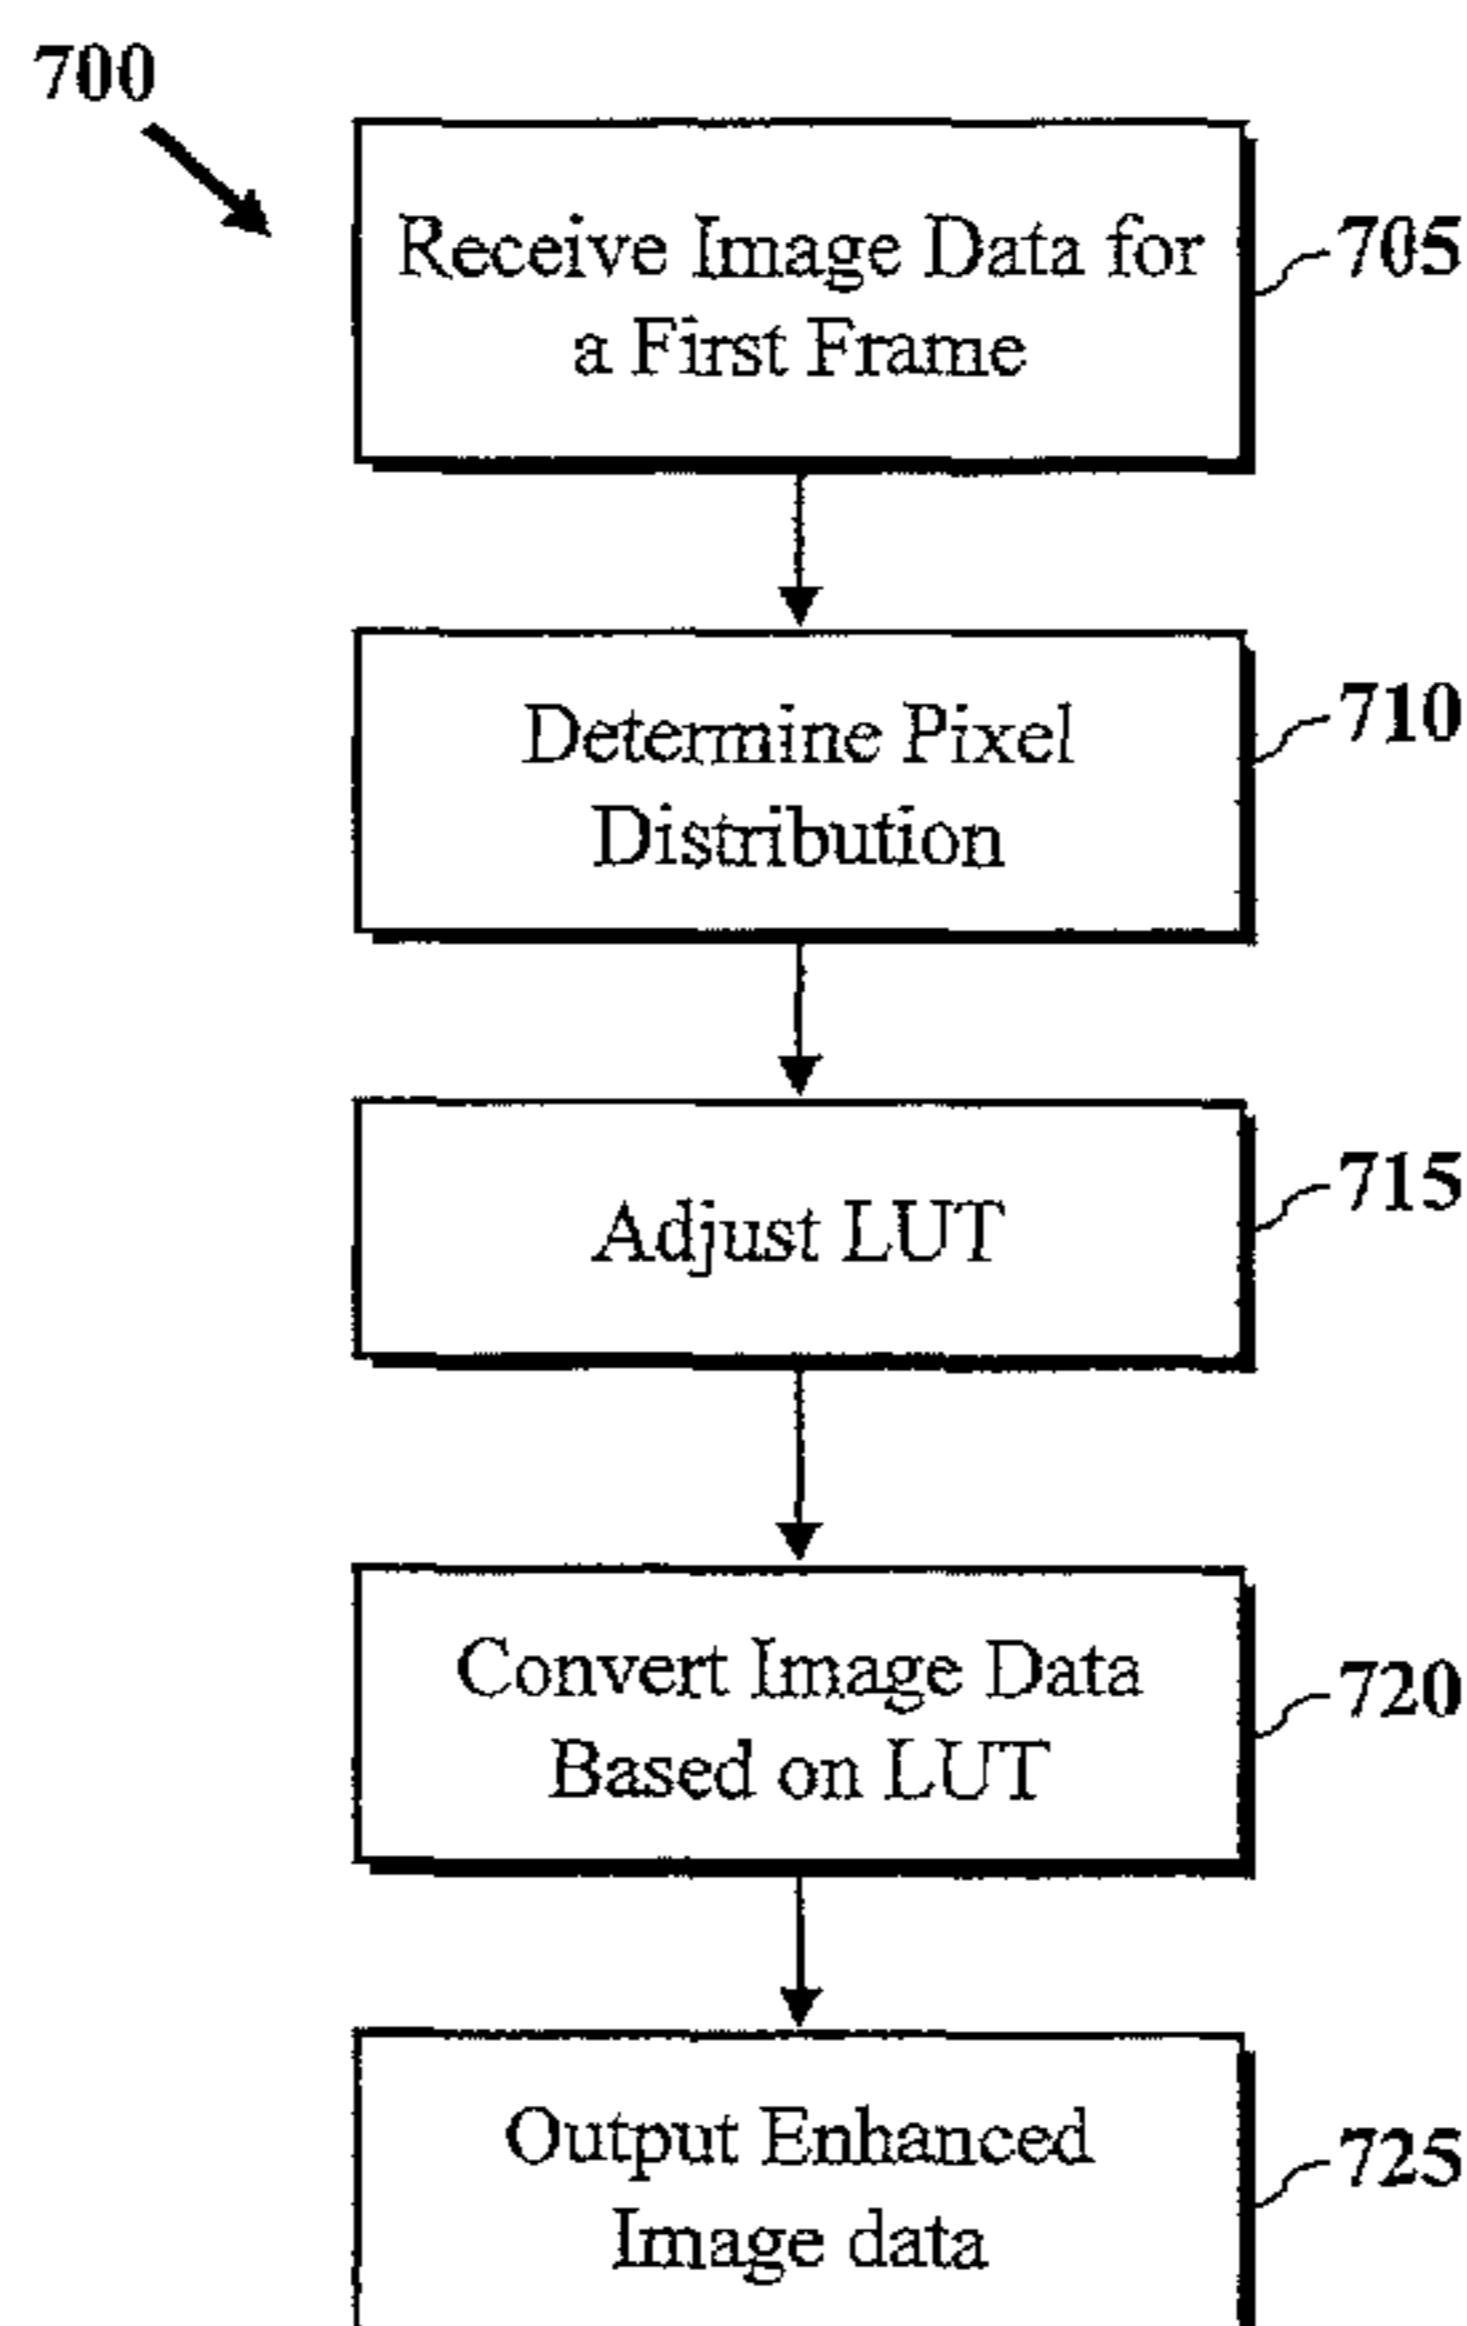 700
Receive Image Data for
a First Frame
705
Determine Pixel
Distribution
710
Adjust LUT
715
Convert Image Data
Based on LUT
720
Output Enhanced
Image data
725